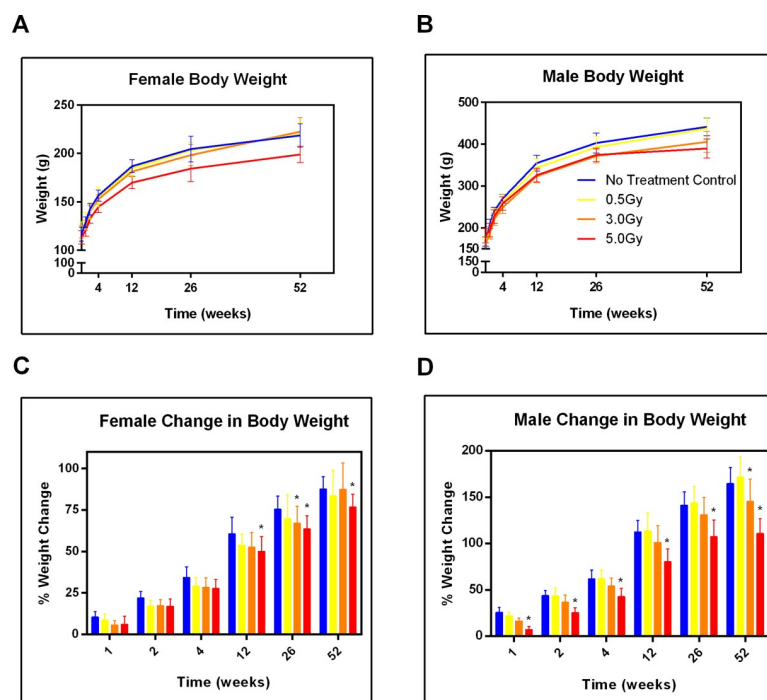 A
B
Female Body Weight
250
200
150
100
100
0
Weight (g)
4 12 26 52
Time (weeks)
Male Body Weight
500
400
300
200
150
150
0
Weight (g)
No Treatment Control
0.5Gy
3.0Gy
5.0Gy
4 12 26 52
Time (weeks)
C
D
Female Change in Body Weight
100
75
50
25
0
% Weight Change
* * * * *
1 2 4 12 26 52
Time (weeks)
Male Change in Body Weight
200
150
100
50
0
% Weight Change
* * * * * * *
1 2 4 12 26 52
Time (weeks)